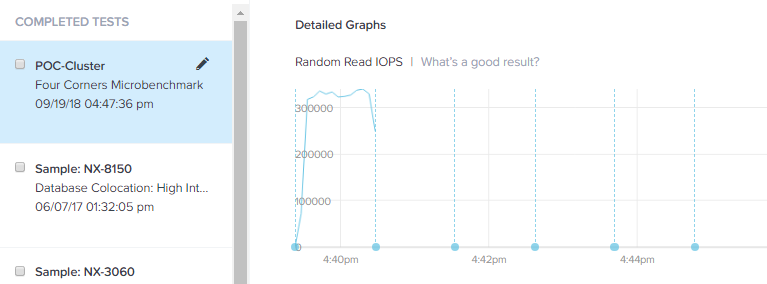 COMPLETED TESTS
POC-Cluster
Four Corners Microbenchmark
09/19/18 04:47:36 pm
Sample: NX-8150
Database Colocation: High Int...
06/07/17 01:32:05 pm
Sample: NX-3060
Detailed Graphs
Random Read IOPS | What's a good result?
300000
200000
100000
0
4:40pm 4:42pm 4:44pm